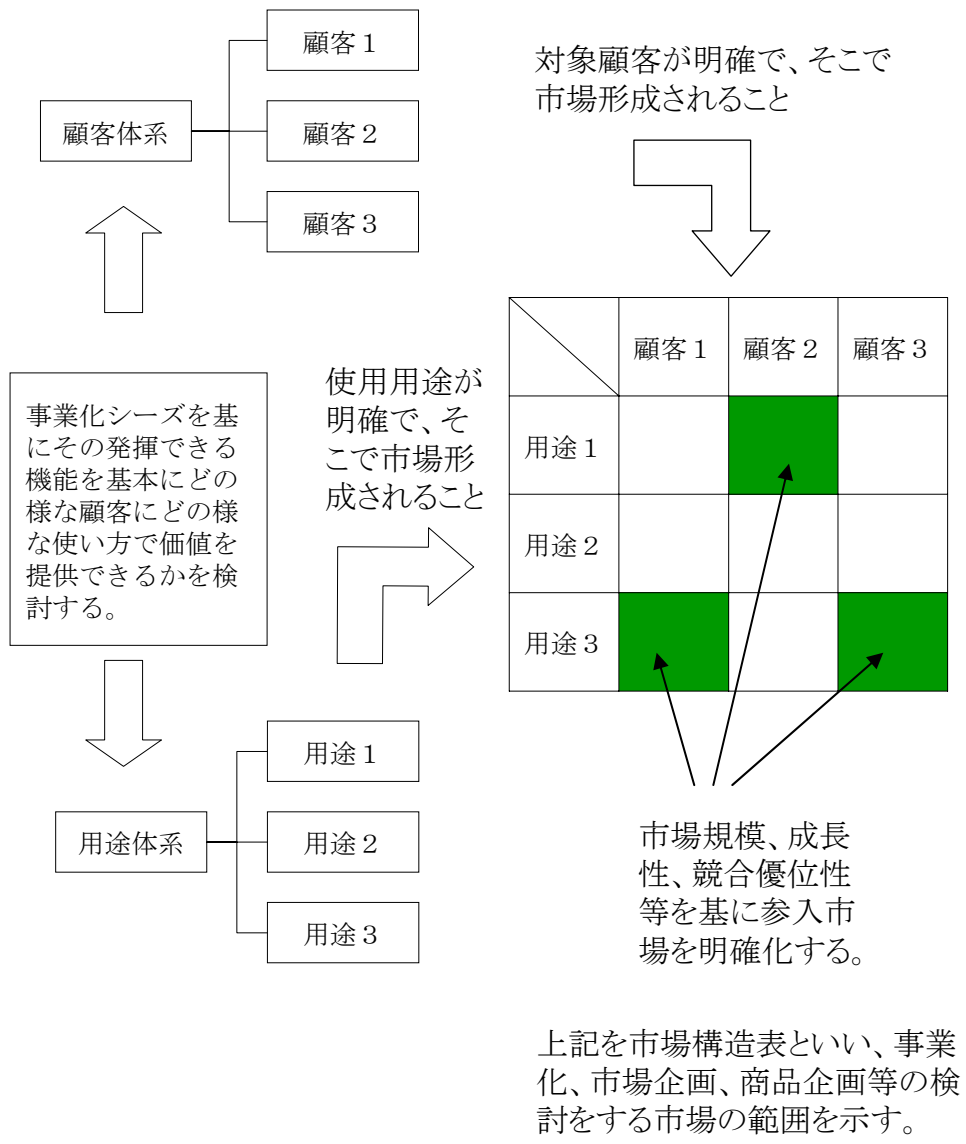 顧客１
顧客体系
顧客２
顧客３
対象顧客が明確で、そこで
市場形成されること
事業化シーズを基
にその発揮できる
機能を基本にどの
様な顧客にどの様
な使い方で価値を
提供できるかを検
討する。
使用用途が
明確で、そ
こで市場形
成されること
顧客１
顧客２
顧客３
用途１
用途２
用途３
用途１
用途体系
用途２
用途３
市場規模、成長
性、競合優位性
等を基に参入市
場を明確化する。
上記を市場構造表といい、事業
化、市場企画、商品企画等の検
討をする市場の範囲を示す。